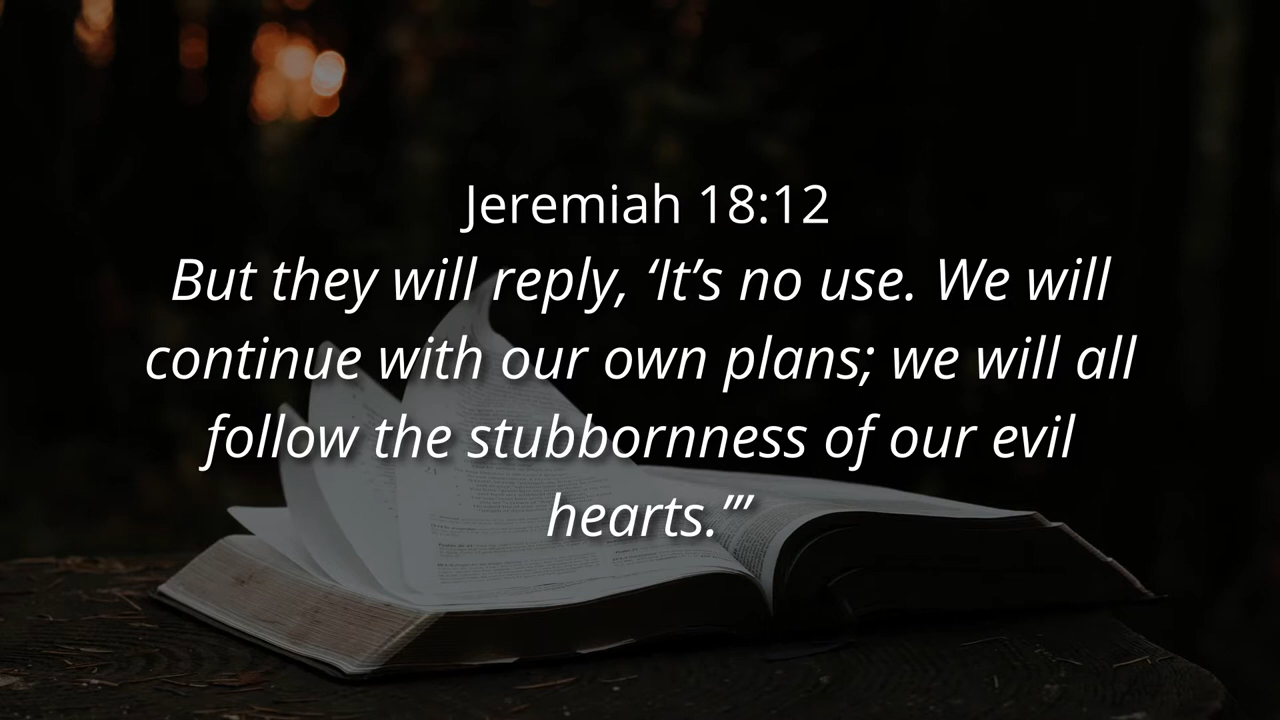 Jeremiah 18:12
But they will reply, ‘It’s no use. We will
continue with our own plans; we will all
follow the stubbornness of our evil
hearts.’”